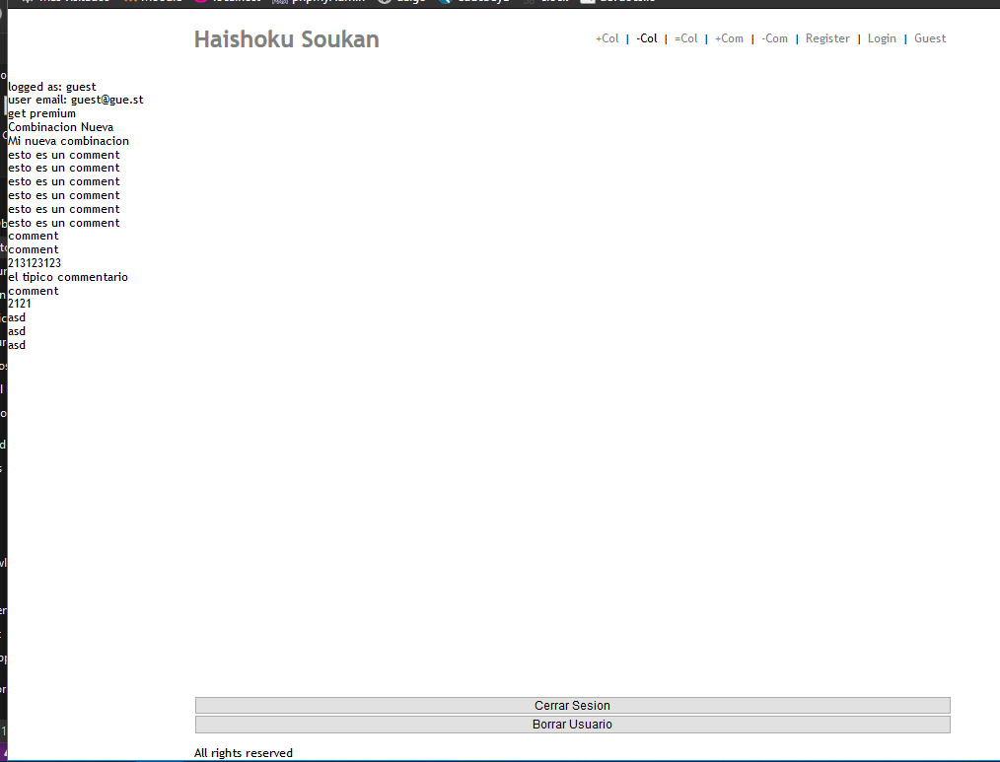 Haishoku Soukan
+Col | -Col | =Col | +Com | -Com | Register | Login | Guest
logged as: guest
user email: guest@gue.st
get premium
Combinacion Nueva
Mi nueva combinacion
esto es un comment
esto es un comment
esto es un comment
esto es un comment
esto es un comment
esto es un comment
comment
comment
213123123
el tipico commentario
comment
2121
asd
asd
asd
Cerrar Sesion
Borrar Usuario
All rights reserved